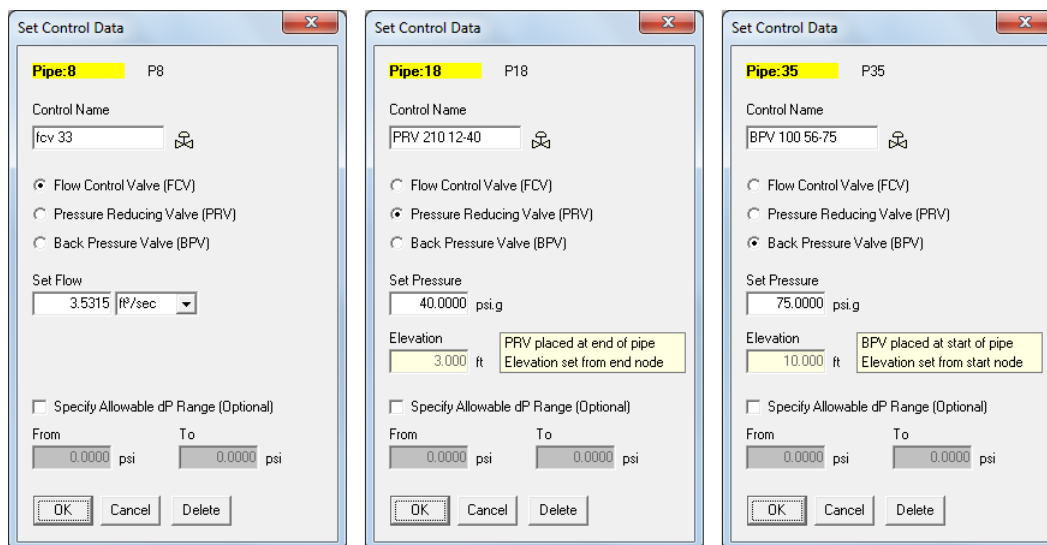 Set Control Data
X
Pipe:8 P8
Control Name
fcv 33
Flow Control Valve (FCV)
Pressure Reducing Valve (PRV)
Back Pressure Valve (BPV)
Set Flow
3.5315 ft³/sec
Specify Allowable dP Range (Optional)
From To
0.0000 psi 0.0000 psi
OK Cancel Delete
Set Control Data
X
Pipe:18 P18
Control Name
PRV 210 12-40
Flow Control Valve (FCV)
Pressure Reducing Valve (PRV)
Back Pressure Valve (BPV)
Set Pressure
40.0000 psi.g
Elevation
3.000 ft
PRV placed at end of pipe
Elevation set from end node
Specify Allowable dP Range (Optional)
From To
0.0000 psi 0.0000 psi
OK Cancel Delete
Set Control Data
X
Pipe:35 P35
Control Name
BPV 100 56-75
Flow Control Valve (FCV)
Pressure Reducing Valve (PRV)
Back Pressure Valve (BPV)
Set Pressure
75.0000 psi.g
Elevation
10.000 ft
BPV placed at start of pipe
Elevation set from start node
Specify Allowable dP Range (Optional)
From To
0.0000 psi 0.0000 psi
OK Cancel Delete